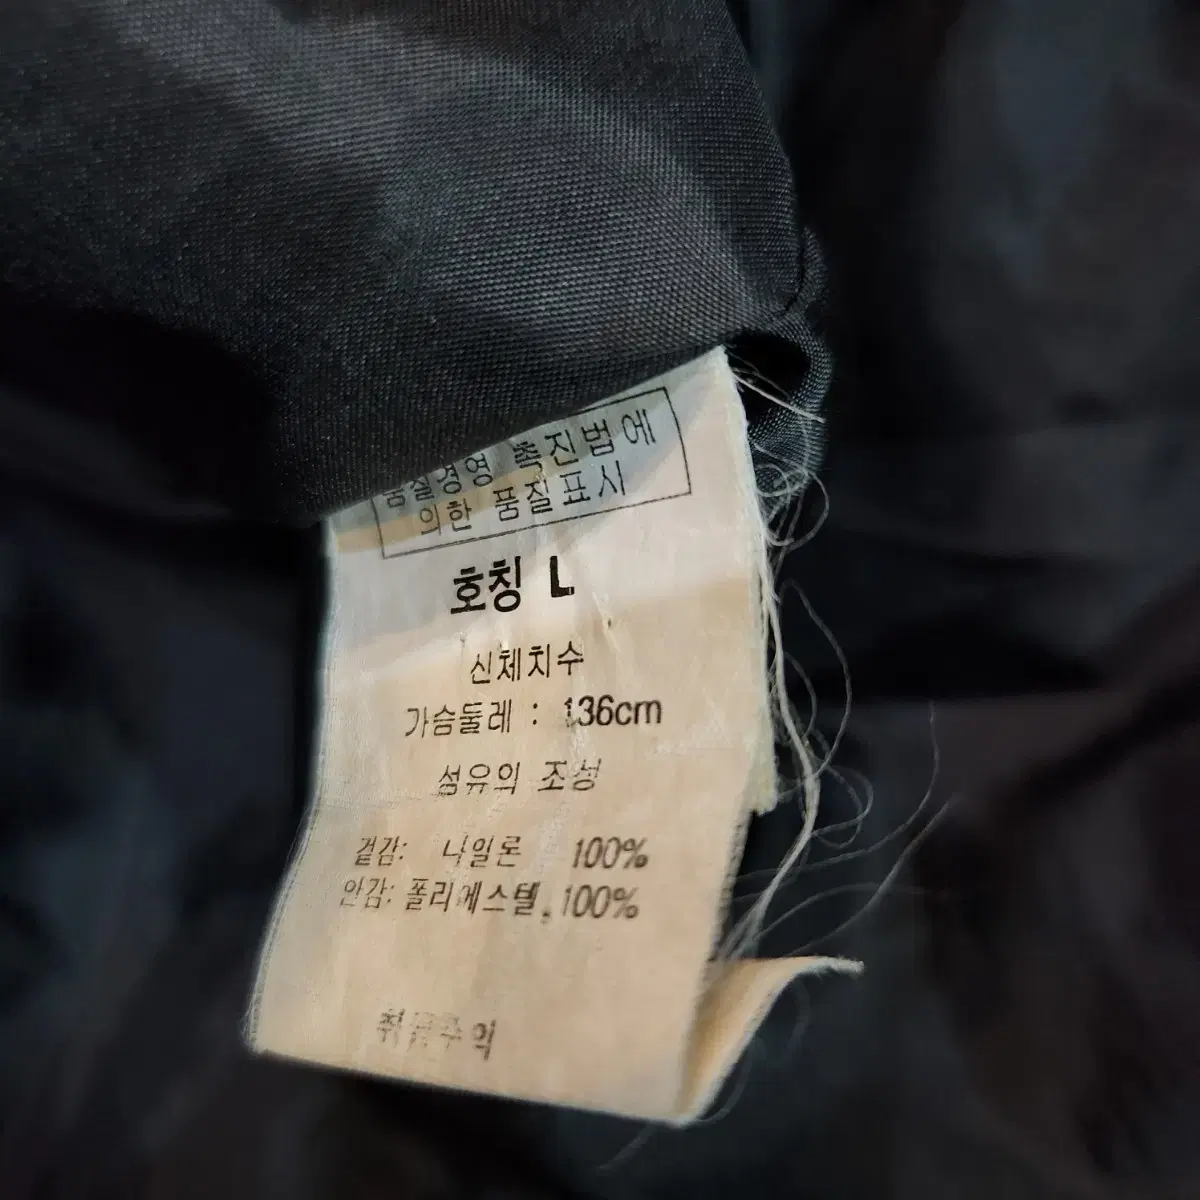 품질경영 촉진법에
의한 품질표시
호칭 L
신체치수
가슴둘레 : 136cm
섬유의 조성
겉감: 나일론 100%
안감: 폴리에스텔 100%
취급주의